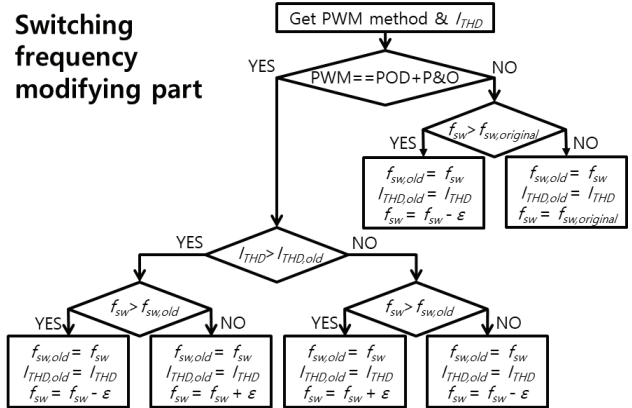 Switching
frequency
modifying part
Get PWM method & I_THD
YES
PWM==POD+P&O
NO
f_sw > f_sw,original
YES
NO
f_sw,old = f_sw
I_THD,old = I_THD
f_sw = f_sw - ε
f_sw,old = f_sw
I_THD,old = I_THD
f_sw = f_sw,original
YES
I_THD > I_THD,old
NO
f_sw > f_sw,old
YES
NO
f_sw,old = f_sw
I_THD,old = I_THD
f_sw = f_sw - ε
f_sw,old = f_sw
I_THD,old = I_THD
f_sw = f_sw + ε
f_sw > f_sw,old
YES
NO
f_sw,old = f_sw
I_THD,old = I_THD
f_sw = f_sw + ε
f_sw,old = f_sw
I_THD,old = I_THD
f_sw = f_sw - ε